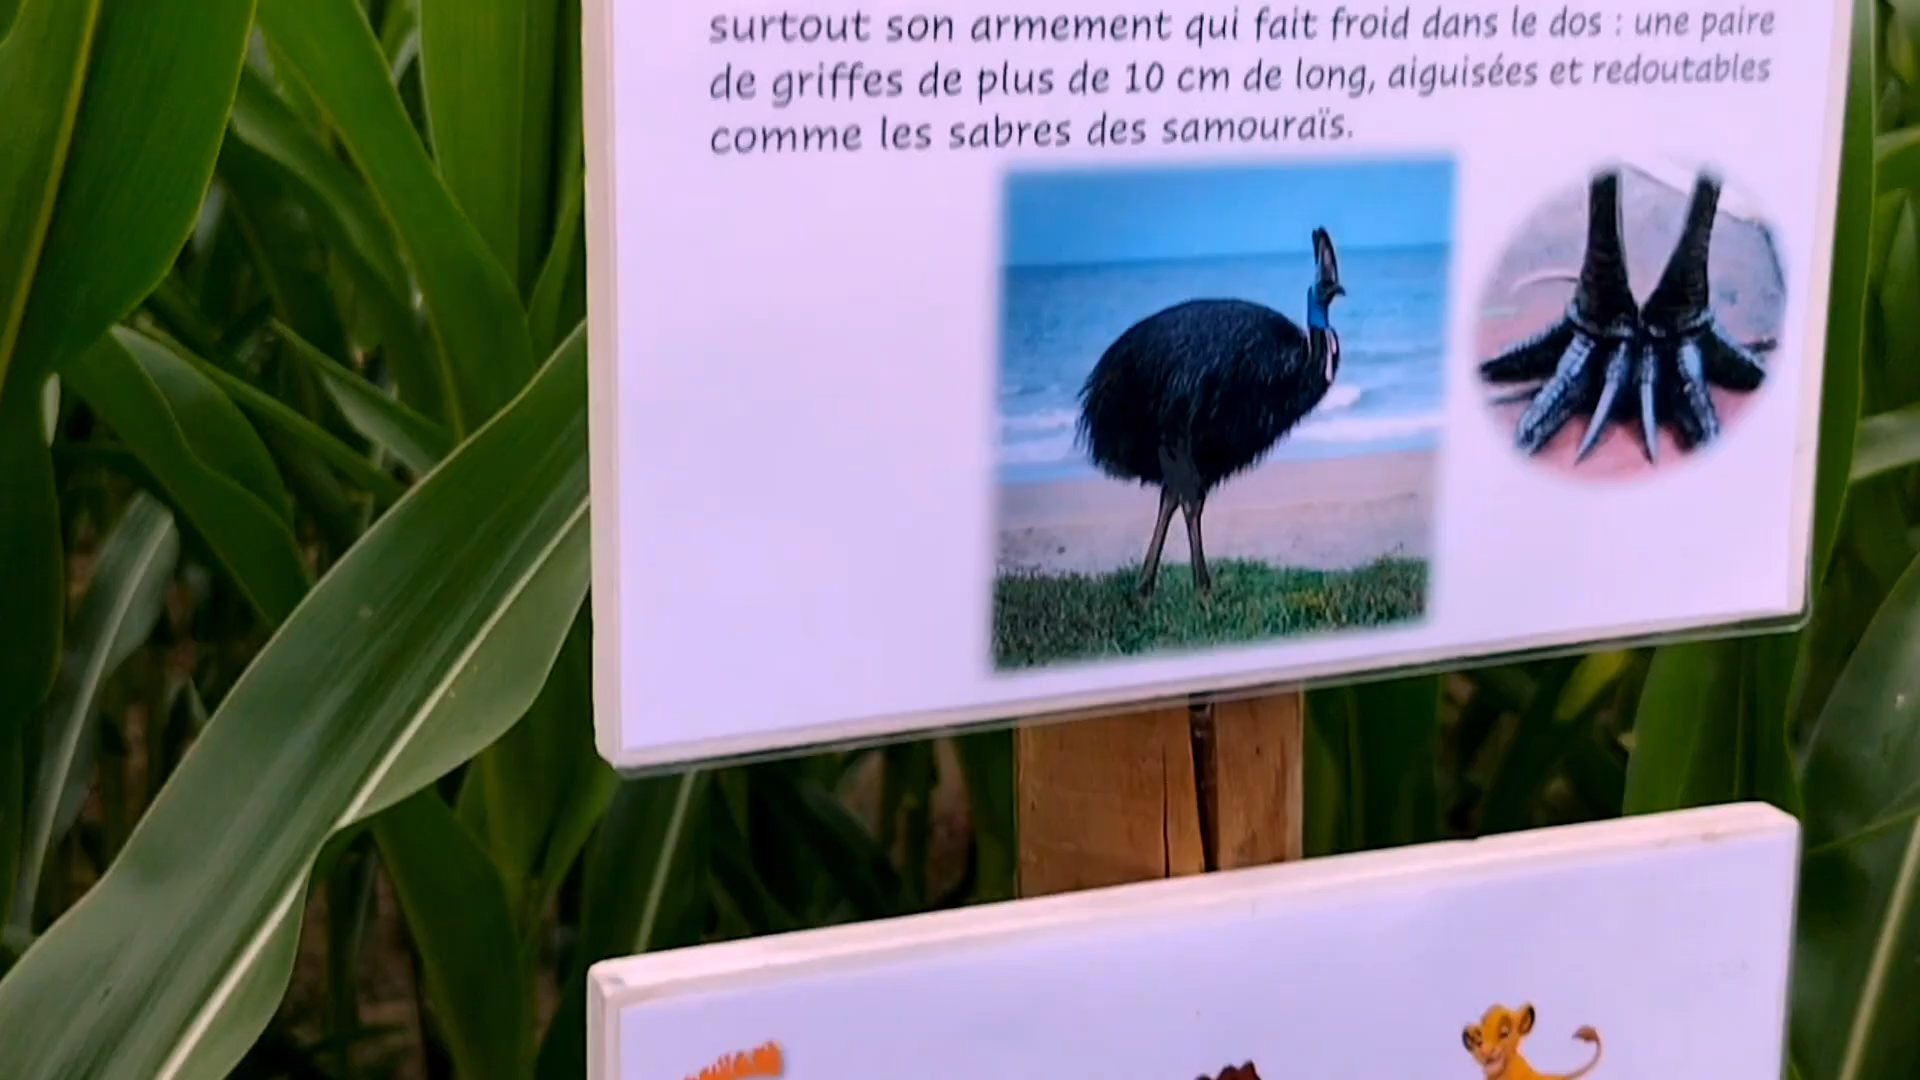 surtout son armement qui fait froid dans le dos : une paire
de griffes de plus de 10 cm de long, aiguisées et redoutables
comme les sabres des samouraïs.